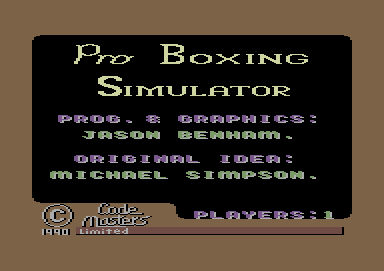 Pro Boxing
Simulator
PROG. & GRAPHICS:
JASON BENHAM.
ORIGINAL IDEA:
MICHAEL SIMPSON.
© Code Masters
PLAYERS:1
1990 Limited